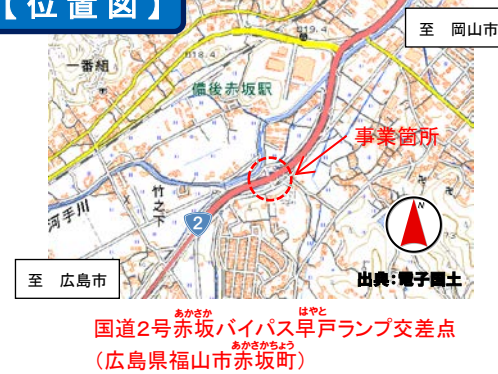 【位置図】
至 岡山市
19.4
18.4
一番組
備後赤坂駅
事業箇所
竹之下
河手川
2
N
至 広島市
出典:電子国土
あかさか はやと
国道2号赤坂バイパス早戸ランプ交差点
あかさかちょう
(広島県福山市赤坂町)